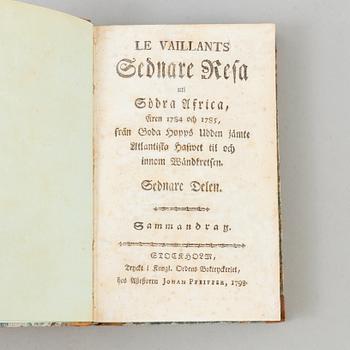 LE VAILLANTS
Sednare Resa
uti
Södra Africa,
åren 1784 och 1785,
från Goda Hopps Udden jämte
Atlantiska Hafwet til och
innom Wändkretsen.
Sednare Delen.
Sammandrag.
STOCKHOLM,
Tryckt i Kongl. Ordens Boktryckeriet,
hos Assessorn JOHAN PFEIFFER, 1798.